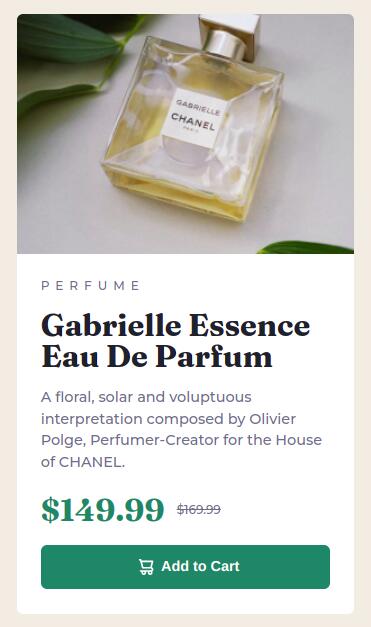 GABRIELLE
CHANEL
PARIS
PERFUME
Gabrielle Essence
Eau De Parfum
A floral, solar and voluptuous
interpretation composed by Olivier
Polge, Perfumer-Creator for the House
of CHANEL.
$149.99 $169.99
Add to Cart